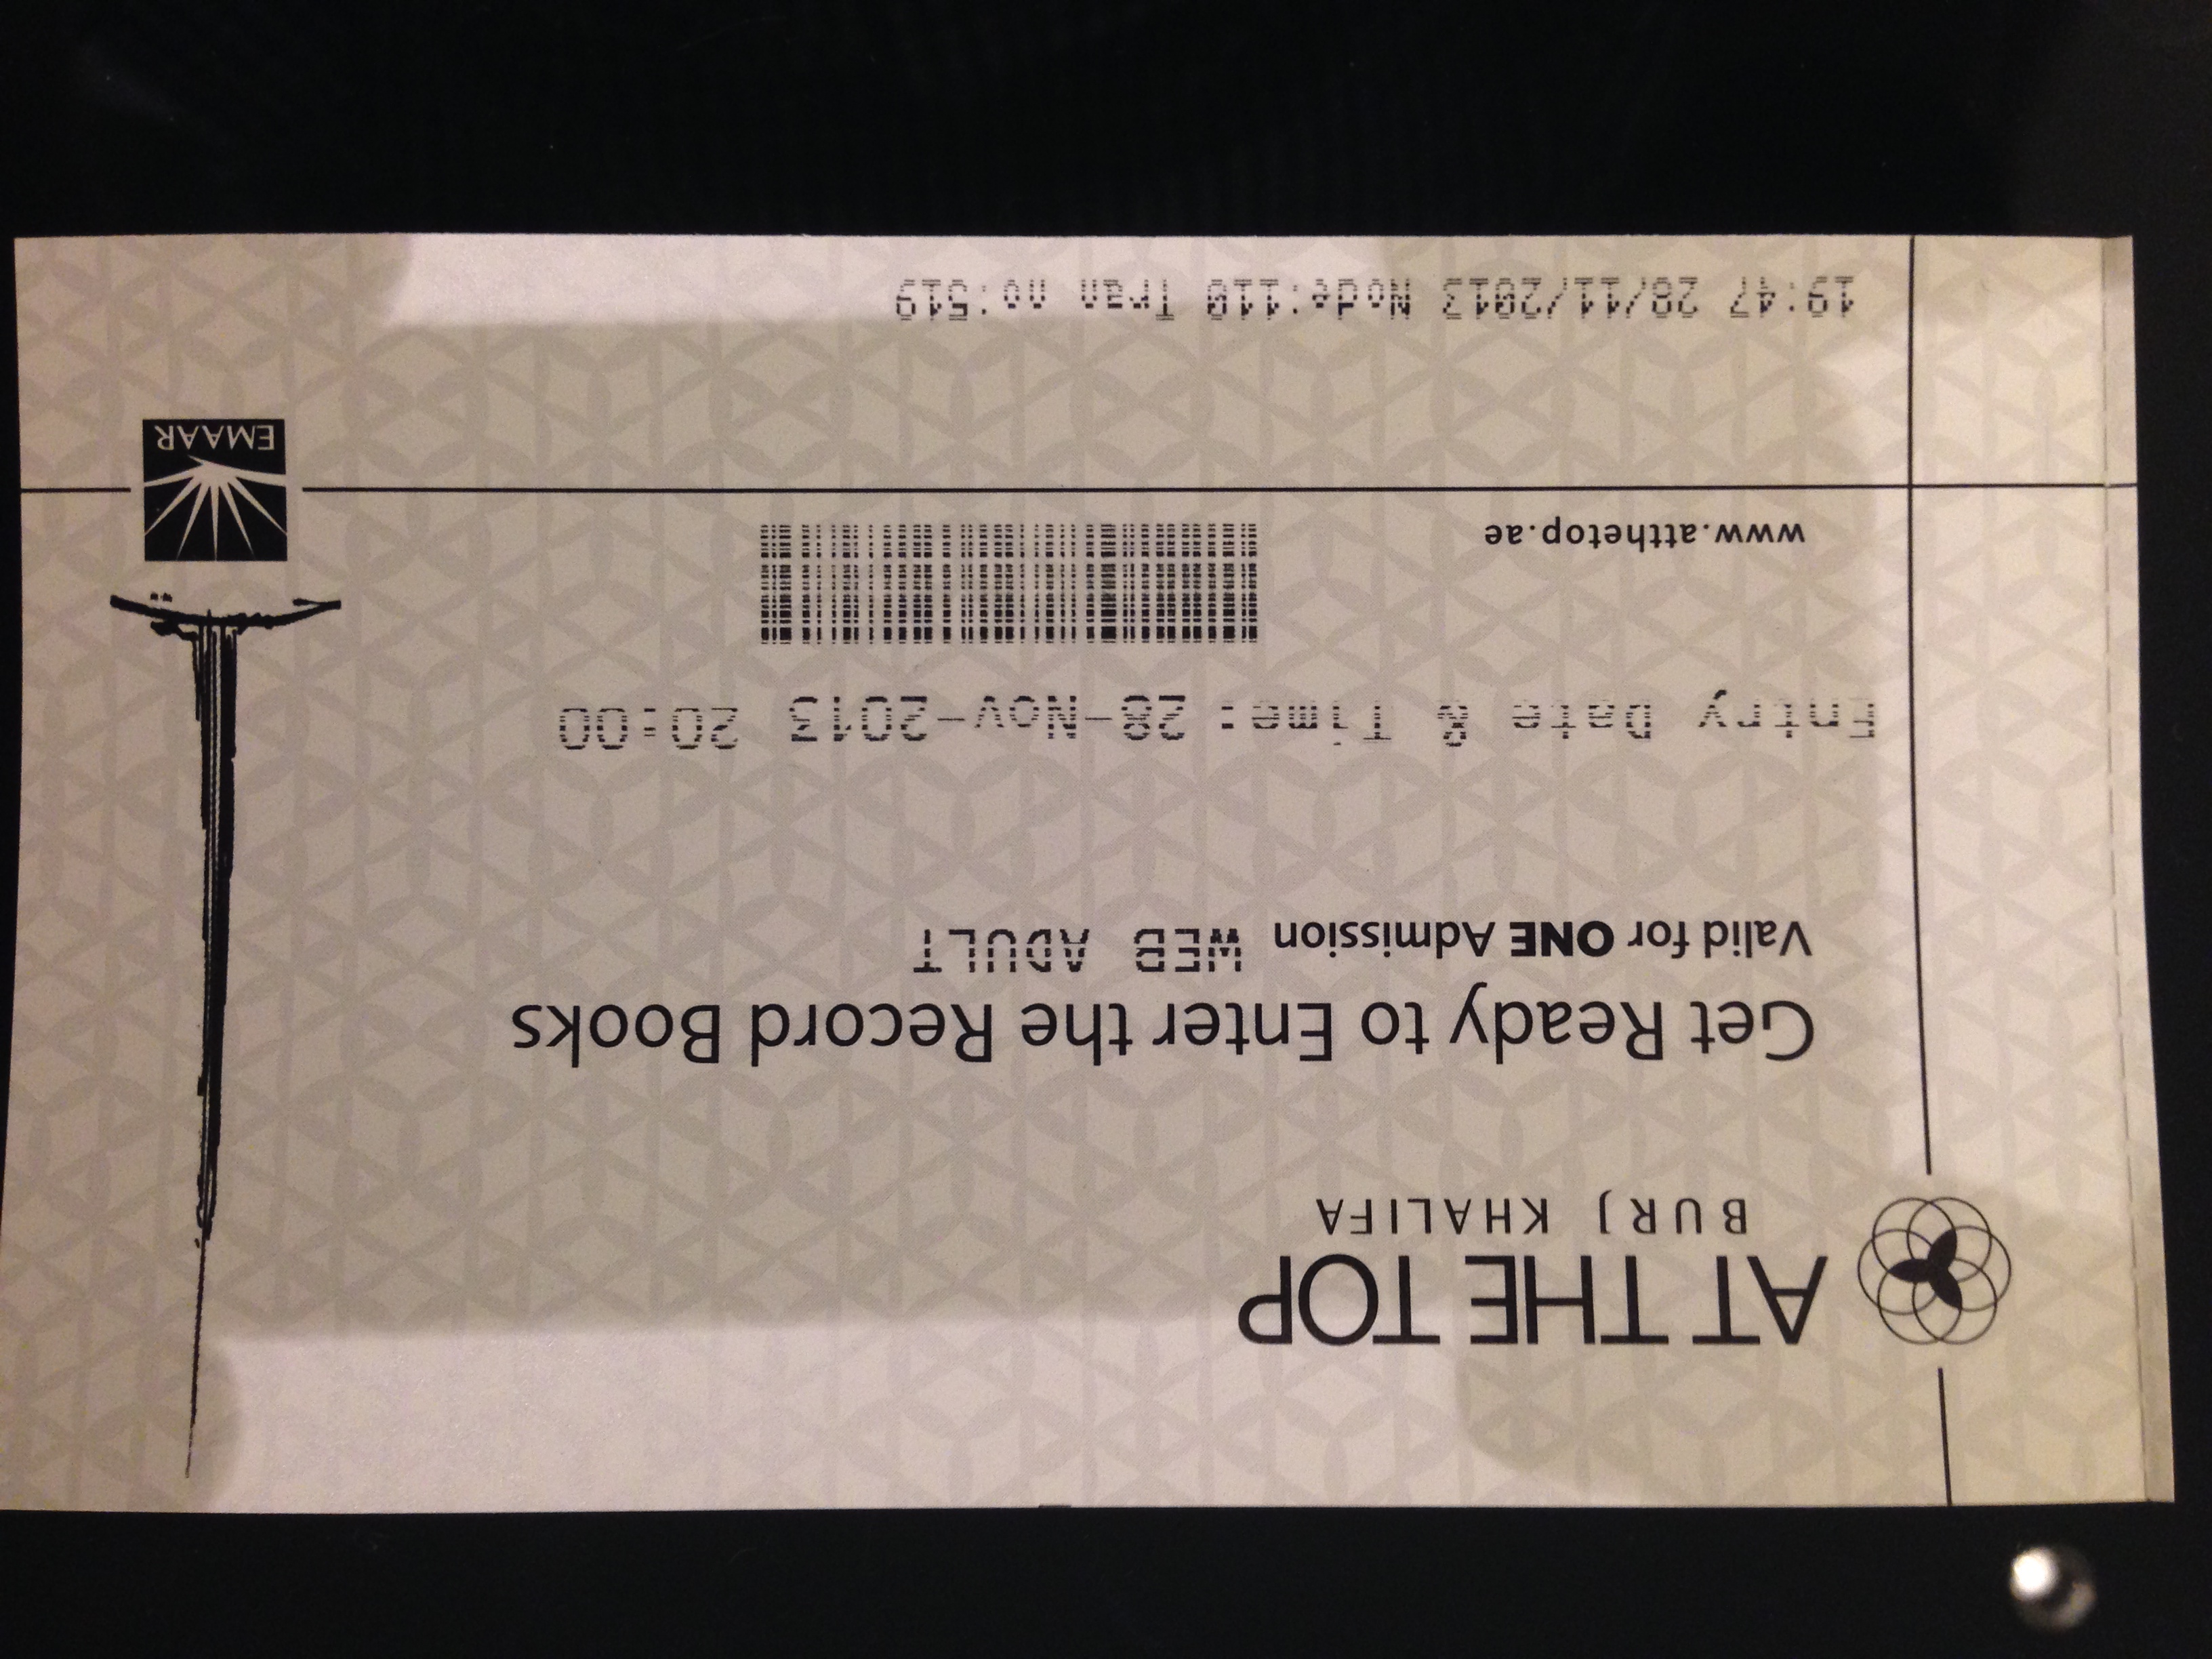 AT THE TOP
BURJ KHALIFA
Get Ready to Enter the Record Books
Valid for ONE Admission WEB ADULT
Entry Date & Time: 28-Nov-2013 20:00
www.atthetop.ae
EMAAR
19:47 28/11/2013 Node:110 Tran no:519